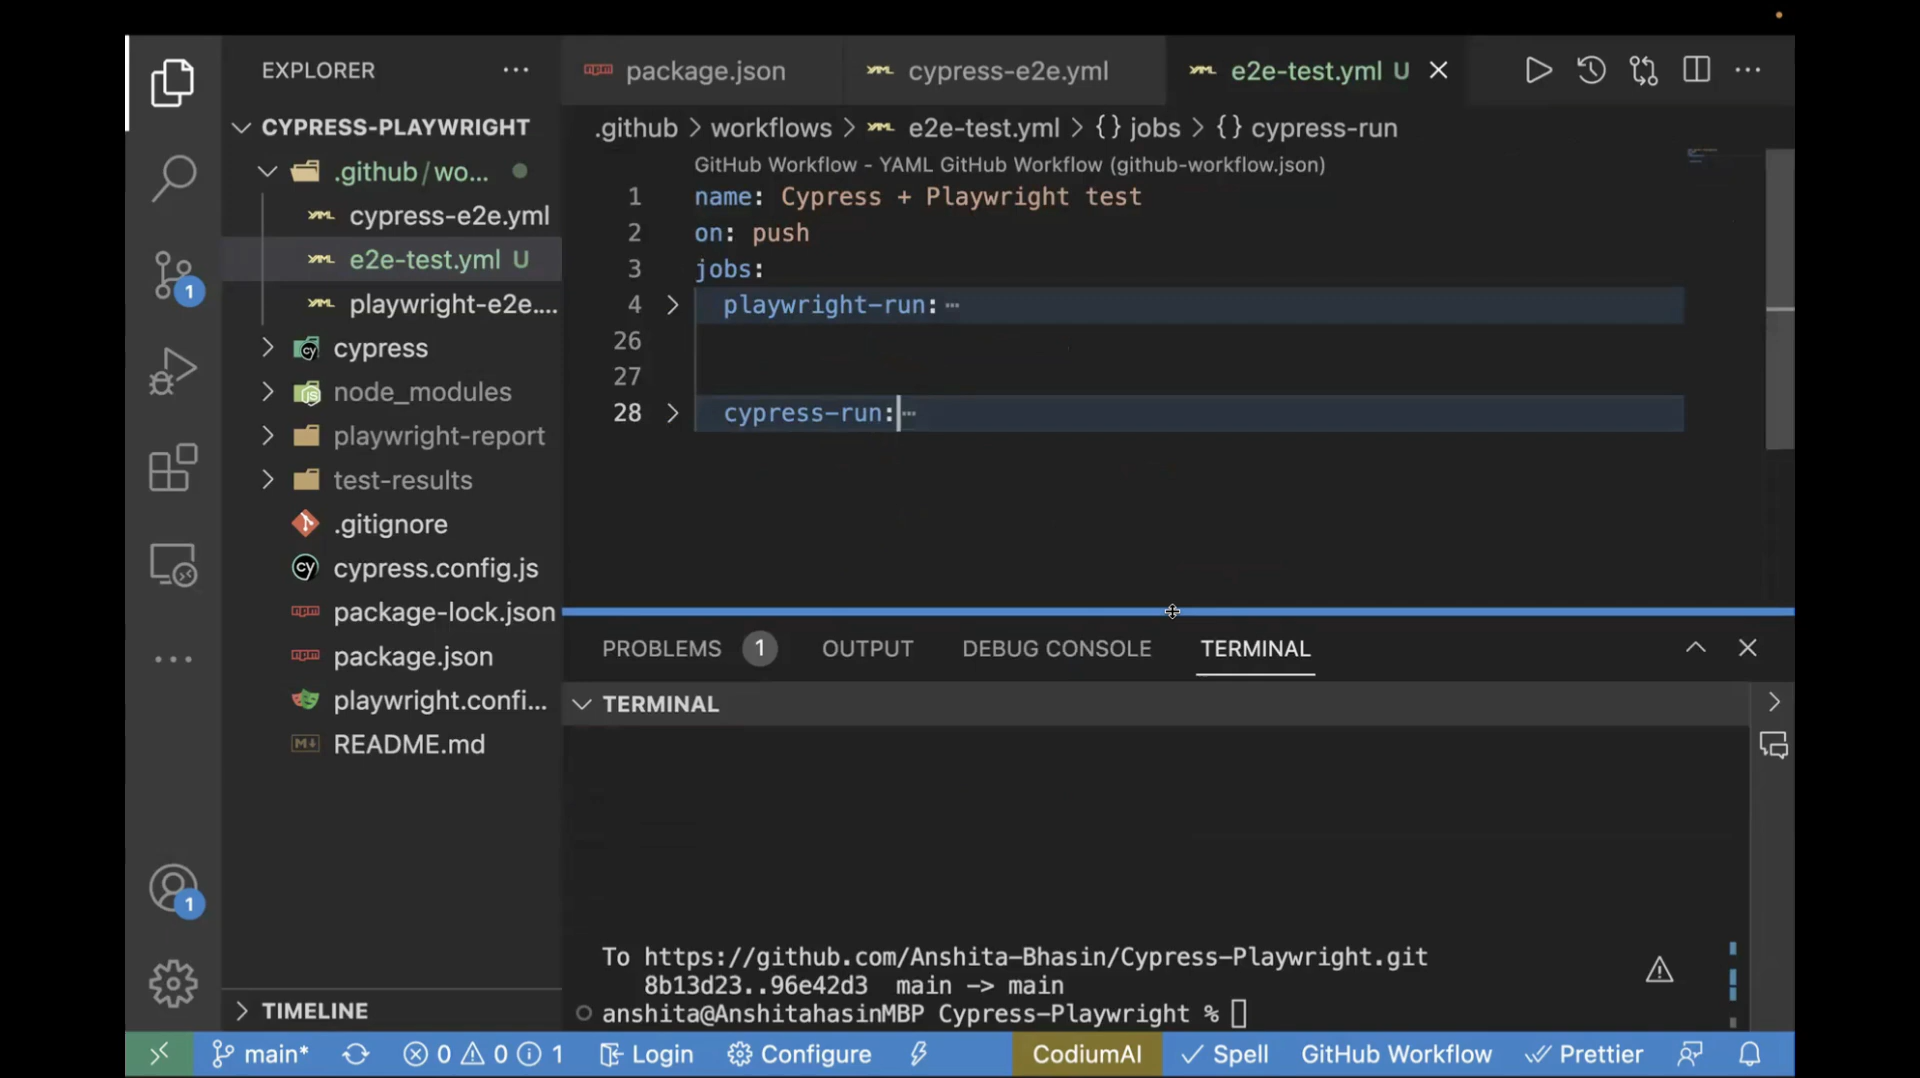 EXPLORER
package.json
cypress-e2e.yml
e2e-test.yml U
CYPRESS-PLAYWRIGHT
.github/wo...
cypress-e2e.yml
e2e-test.yml U
playwright-e2e....
cypress
node_modules
playwright-report
test-results
.gitignore
cypress.config.js
package-lock.json
package.json
playwright.confi...
README.md
TIMELINE
.github > workflows > e2e-test.yml > {} jobs > {} cypress-run
GitHub Workflow - YAML GitHub Workflow (github-workflow.json)
1 name: Cypress + Playwright test
2 on: push
3 jobs:
4 playwright-run: ...
26
27
28 cypress-run: ...
PROBLEMS 1 OUTPUT DEBUG CONSOLE TERMINAL
TERMINAL
To https://github.com/Anshita-Bhasin/Cypress-Playwright.git
8b13d23..96e42d3 main -> main
anshita@AnshitahasinMBP Cypress-Playwright %
1
1
main* 0 0 1 Login Configure CodiumAI Spell GitHub Workflow Prettier